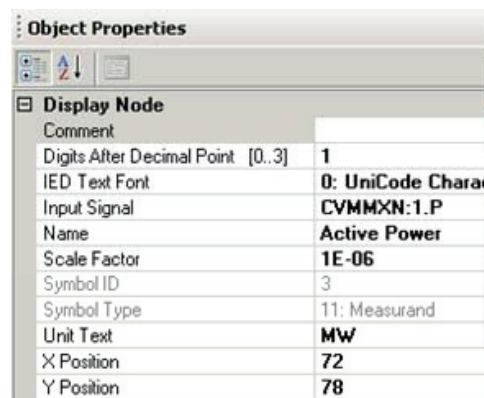 Object Properties
Display Node
Comment
Digits After Decimal Point [0..3] 1
IED Text Font 0: UniCode
Input Signal CVMMXN:1.P
Name Active Power
Scale Factor 1E-06
Symbol ID 3
Symbol Type 11: Measurand
Unit Text MW
X Position 72
Y Position 78